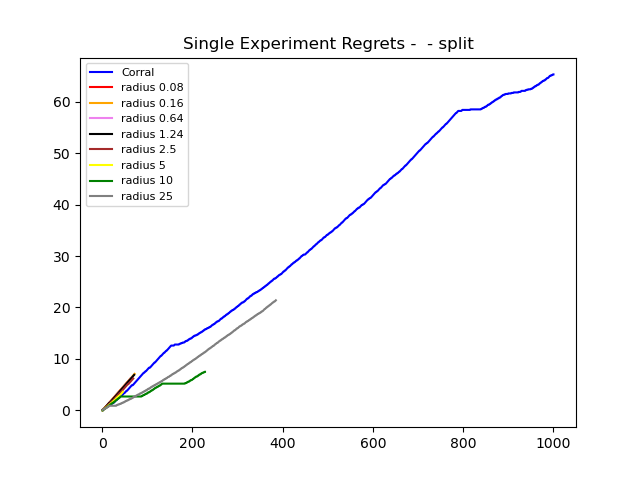 Single Experiment Regrets -  - split
Corral
radius 0.08
radius 0.16
radius 0.64
radius 1.24
radius 2.5
radius 5
radius 10
radius 25
60
50
40
30
20
10
0
0 200 400 600 800 1000